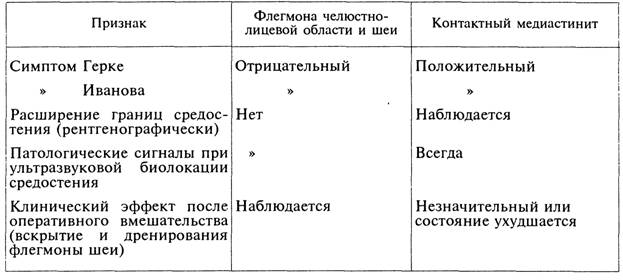 Признак Флегмона челюстно- Контактный медиастинит
лицевой области и шеи
Симптом Герке Отрицательный Положительный
» Иванова » »
Расширение границ средос- Нет Наблюдается
тения (рентгенографически)
Патологические сигналы при » Всегда
ультразвуковой биолокации
средостения
Клинический эффект после Наблюдается Незначительный или
оперативного вмешательства состояние ухудшается
(вскрытие и дренирования
флегмоны шеи)